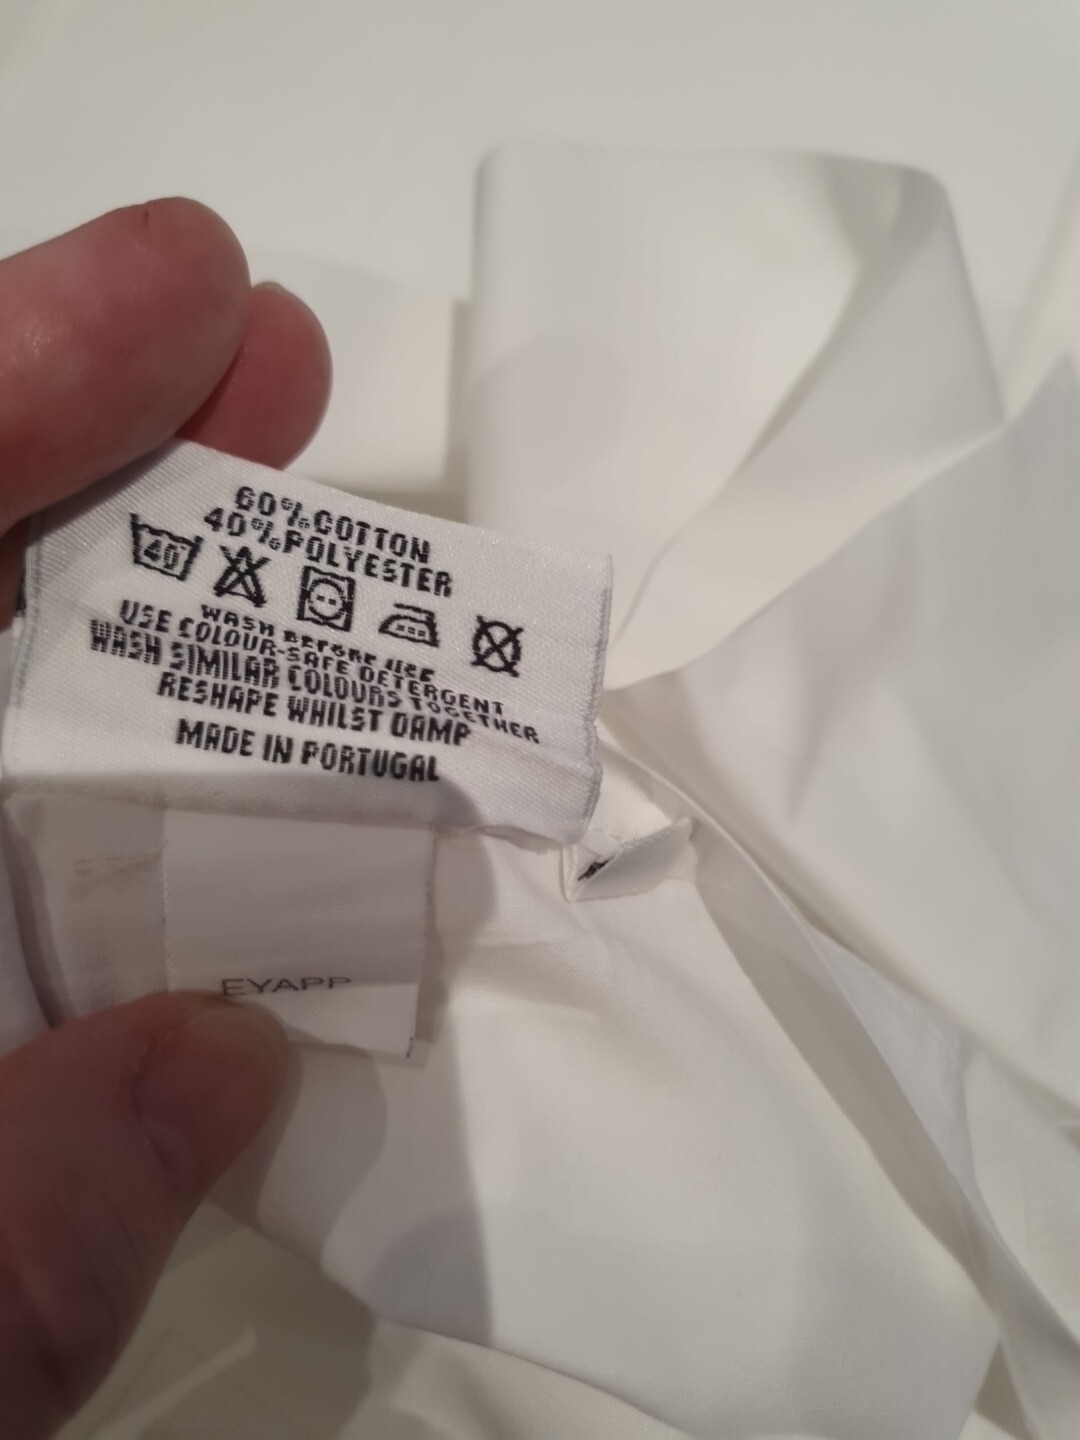 60% COTTON
40% POLYESTER
40°
WASH BEFORE USE
USE COLOUR-SAFE DETERGENT
WASH SIMILAR COLOURS TOGETHER
RESHAPE WHILST DAMP
MADE IN PORTUGAL
EYAPP